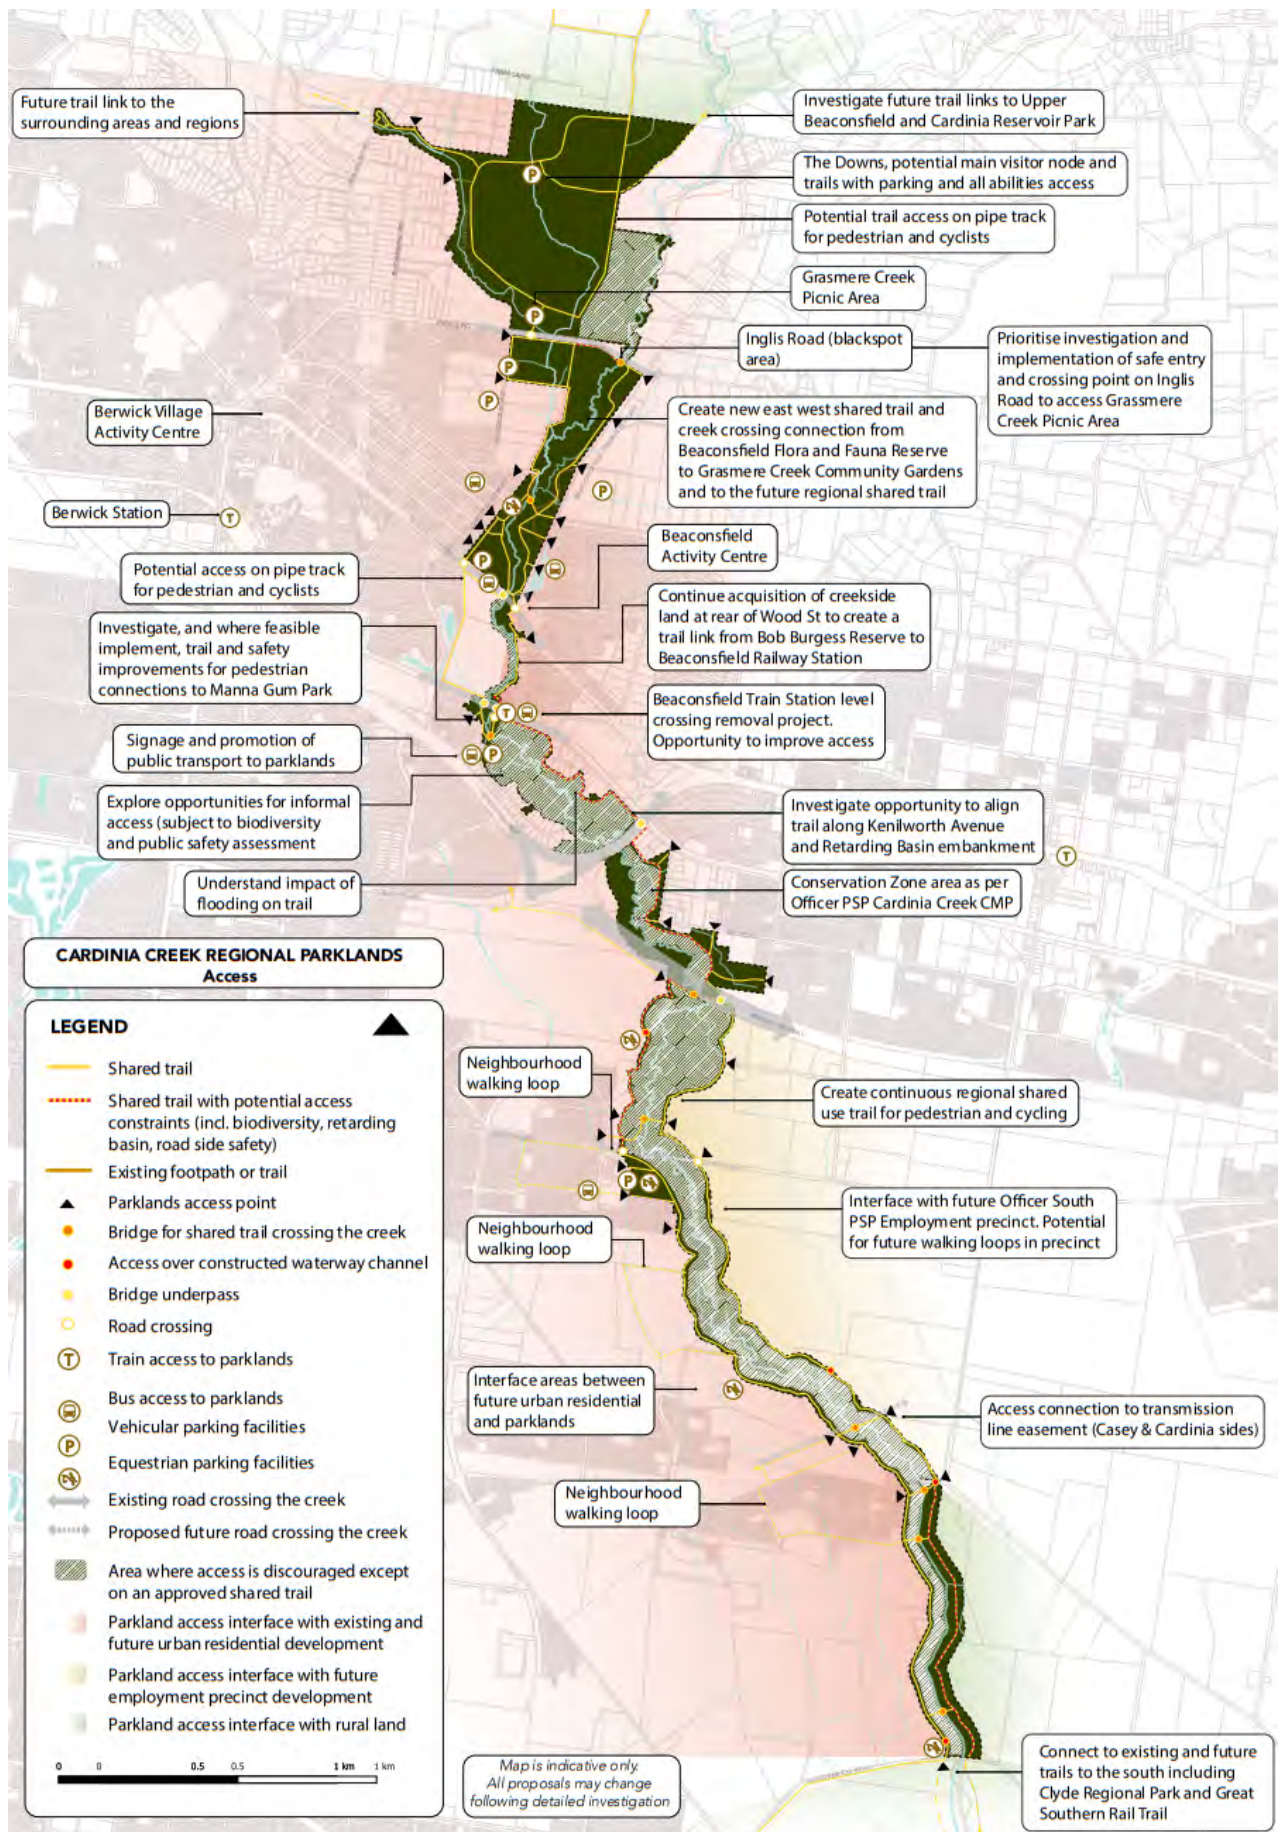 Future trail link to the
surrounding areas and regions
Investigate future trail links to Upper
Beaconsfield and Cardinia Reservoir Park
The Downs, potential main visitor node and
trails with parking and all abilities access
Potential trail access on pipe track
for pedestrian and cyclists
Grasmere Creek
Picnic Area
Inglis Road (blackspot
area)
Prioritise investigation and
implementation of safe entry
and crossing point on Inglis
Road to access Grassmere
Creek Picnic Area
Berwick Village
Activity Centre
Create new east west shared trail and
creek crossing connection from
Beaconsfield Flora and Fauna Reserve
to Grasmere Creek Community Gardens
and to the future regional shared trail
Berwick Station
Beaconsfield
Activity Centre
Potential access on pipe track
for pedestrian and cyclists
Continue acquisition of creekside
land at rear of Wood St to create a
trail link from Bob Burgess Reserve to
Beaconsfield Railway Station
Investigate, and where feasible
implement, trail and safety
improvements for pedestrian
connections to Manna Gum Park
Beaconsfield Train Station level
crossing removal project.
Opportunity to improve access
Signage and promotion of
public transport to parklands
Explore opportunities for informal
access (subject to biodiversity
and public safety assessment
Investigate opportunity to align
trail along Kenilworth Avenue
and Retarding Basin embankment
Understand impact of
flooding on trail
Conservation Zone area as per
Officer PSP Cardinia Creek CMP
CARDINIA CREEK REGIONAL PARKLANDS
Access
LEGEND
Shared trail
Shared trail with potential access
constraints (incl. biodiversity, retarding
basin, road side safety)
Existing footpath or trail
Parklands access point
Bridge for shared trail crossing the creek
Access over constructed waterway channel
Bridge underpass
Road crossing
T
Train access to parklands
Bus access to parklands
Vehicular parking facilities
P
Equestrian parking facilities
Existing road crossing the creek
Proposed future road crossing the creek
Area where access is discouraged except
on an approved shared trail
Parkland access interface with existing and
future urban residential development
Parkland access interface with future
employment precinct development
Parkland access interface with rural land
0 0 0.5 0.5 1 km 1 km
Neighbourhood
walking loop
Create continuous regional shared
use trail for pedestrian and cycling
Interface with future Officer South
PSP Employment precinct. Potential
for future walking loops in precinct
Neighbourhood
walking loop
Interface areas between
future urban residential
and parklands
Access connection to transmission
line easement (Casey & Cardinia sides)
Neighbourhood
walking loop
Map is indicative only.
All proposals may change
following detailed investigation
Connect to existing and future
trails to the south including
Clyde Regional Park and Great
Southern Rail Trail
P
P
P
P
P
P
T
T
P
T
P